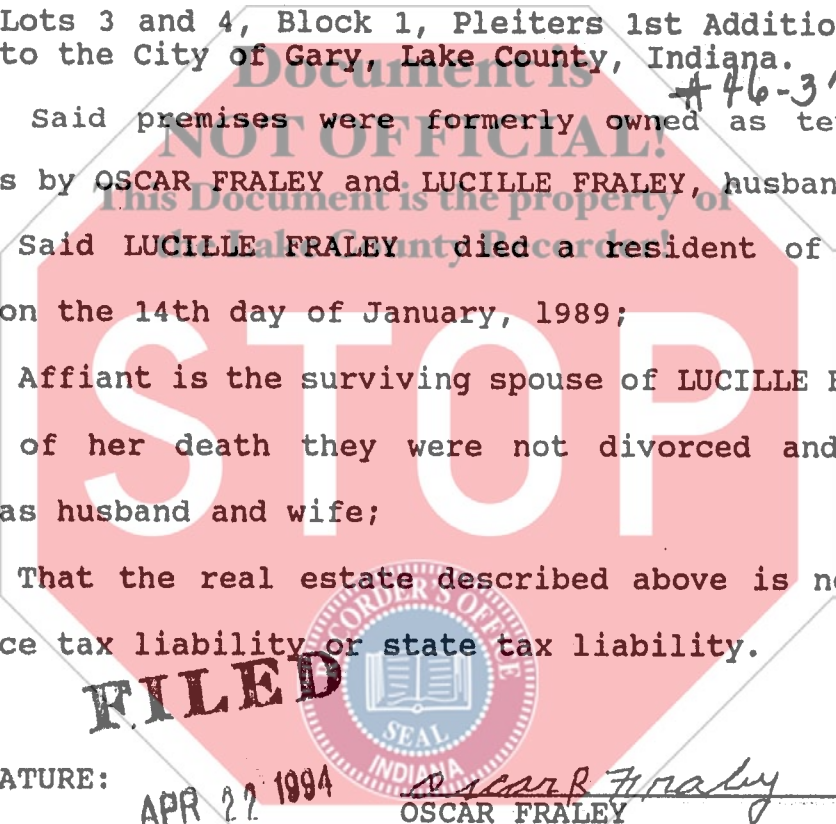 Lots 3 and 4, Block 1, Pleiters 1st Additio
to the City of Gary, Lake County, Indiana.
Document is
#46-3
Said premises were formerly owned as te
NOT OFFICIAL!
s by OSCAR FRALEY and LUCILLE FRALEY, husban
This Document is the property of
Said LUCILLE FRALEY died a resident of
the Lake County Recorder!
on the 14th day of January, 1989;
STOP
Affiant is the surviving spouse of LUCILLE
of her death they were not divorced and
as husband and wife;
That the real estate described above is n
ce tax liability or state tax liability.
RECORDER'S OFFICE
SEAL
INDIANA
FILED
APR 22 1994
ATURE:
Oscar R Fraley
OSCAR FRALEY